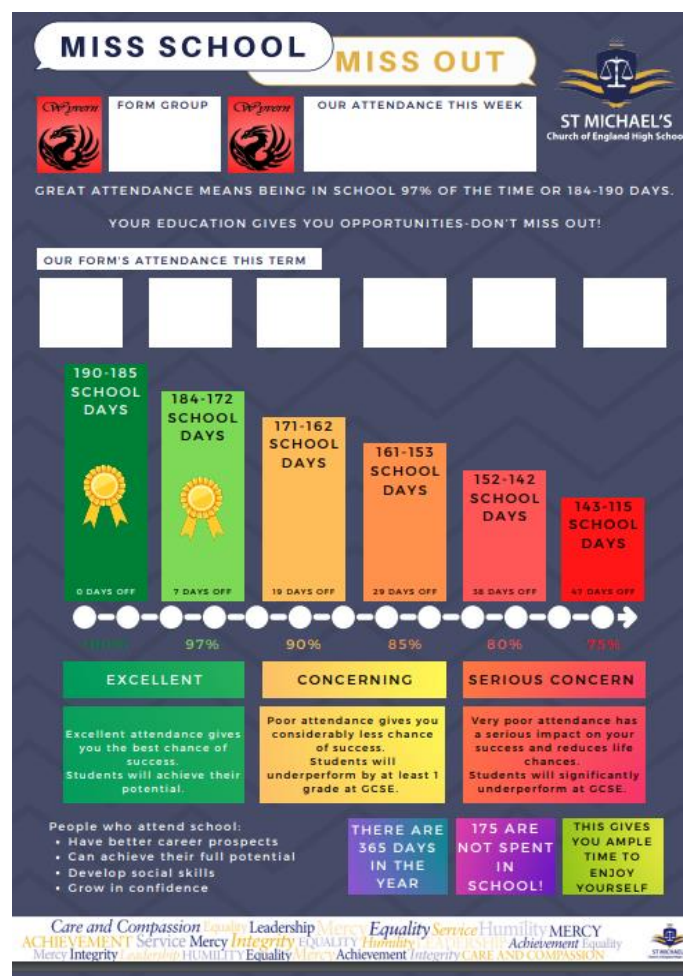 MISS SCHOOL
MISS OUT
ST MICHAEL'S
Church of England High School
Wyvern
FORM GROUP
Wyvern
OUR ATTENDANCE THIS WEEK
GREAT ATTENDANCE MEANS BEING IN SCHOOL 97% OF THE TIME OR 184-190 DAYS.
YOUR EDUCATION GIVES YOU OPPORTUNITIES-DON'T MISS OUT!
OUR FORM'S ATTENDANCE THIS TERM
190-185
SCHOOL
DAYS
0 DAYS OFF
184-172
SCHOOL
DAYS
7 DAYS OFF
171-162
SCHOOL
DAYS
19 DAYS OFF
161-153
SCHOOL
DAYS
29 DAYS OFF
152-142
SCHOOL
DAYS
38 DAYS OFF
143-115
SCHOOL
DAYS
47 DAYS OFF
100%
97%
90%
85%
80%
75%
EXCELLENT
Excellent attendance gives
you the best chance of
success.
Students will achieve their
potential.
CONCERNING
Poor attendance gives you
considerably less chance
of success.
Students will
underperform by at least 1
grade at GCSE.
SERIOUS CONCERN
Very poor attendance has
a serious impact on your
success and reduces life
chances.
Students will significantly
underperform at GCSE.
People who attend school:
• Have better career prospects
• Can achieve their full potential
• Develop social skills
• Grow in confidence
THERE ARE
365 DAYS
IN THE
YEAR
175 ARE
NOT SPENT
IN
SCHOOL!
THIS GIVES
YOU AMPLE
TIME TO
ENJOY
YOURSELF
Care and Compassion Equality Leadership Mercy Equality Service Humility MERCY
ACHIEVEMENT Service Mercy Integrity EQUALITY Humility LEADERSHIP Achievement Equality
Mercy Integrity Leadership HUMILITY Equality Mercy Achievement Integrity CARE AND COMPASSION
ST MICHAEL'S